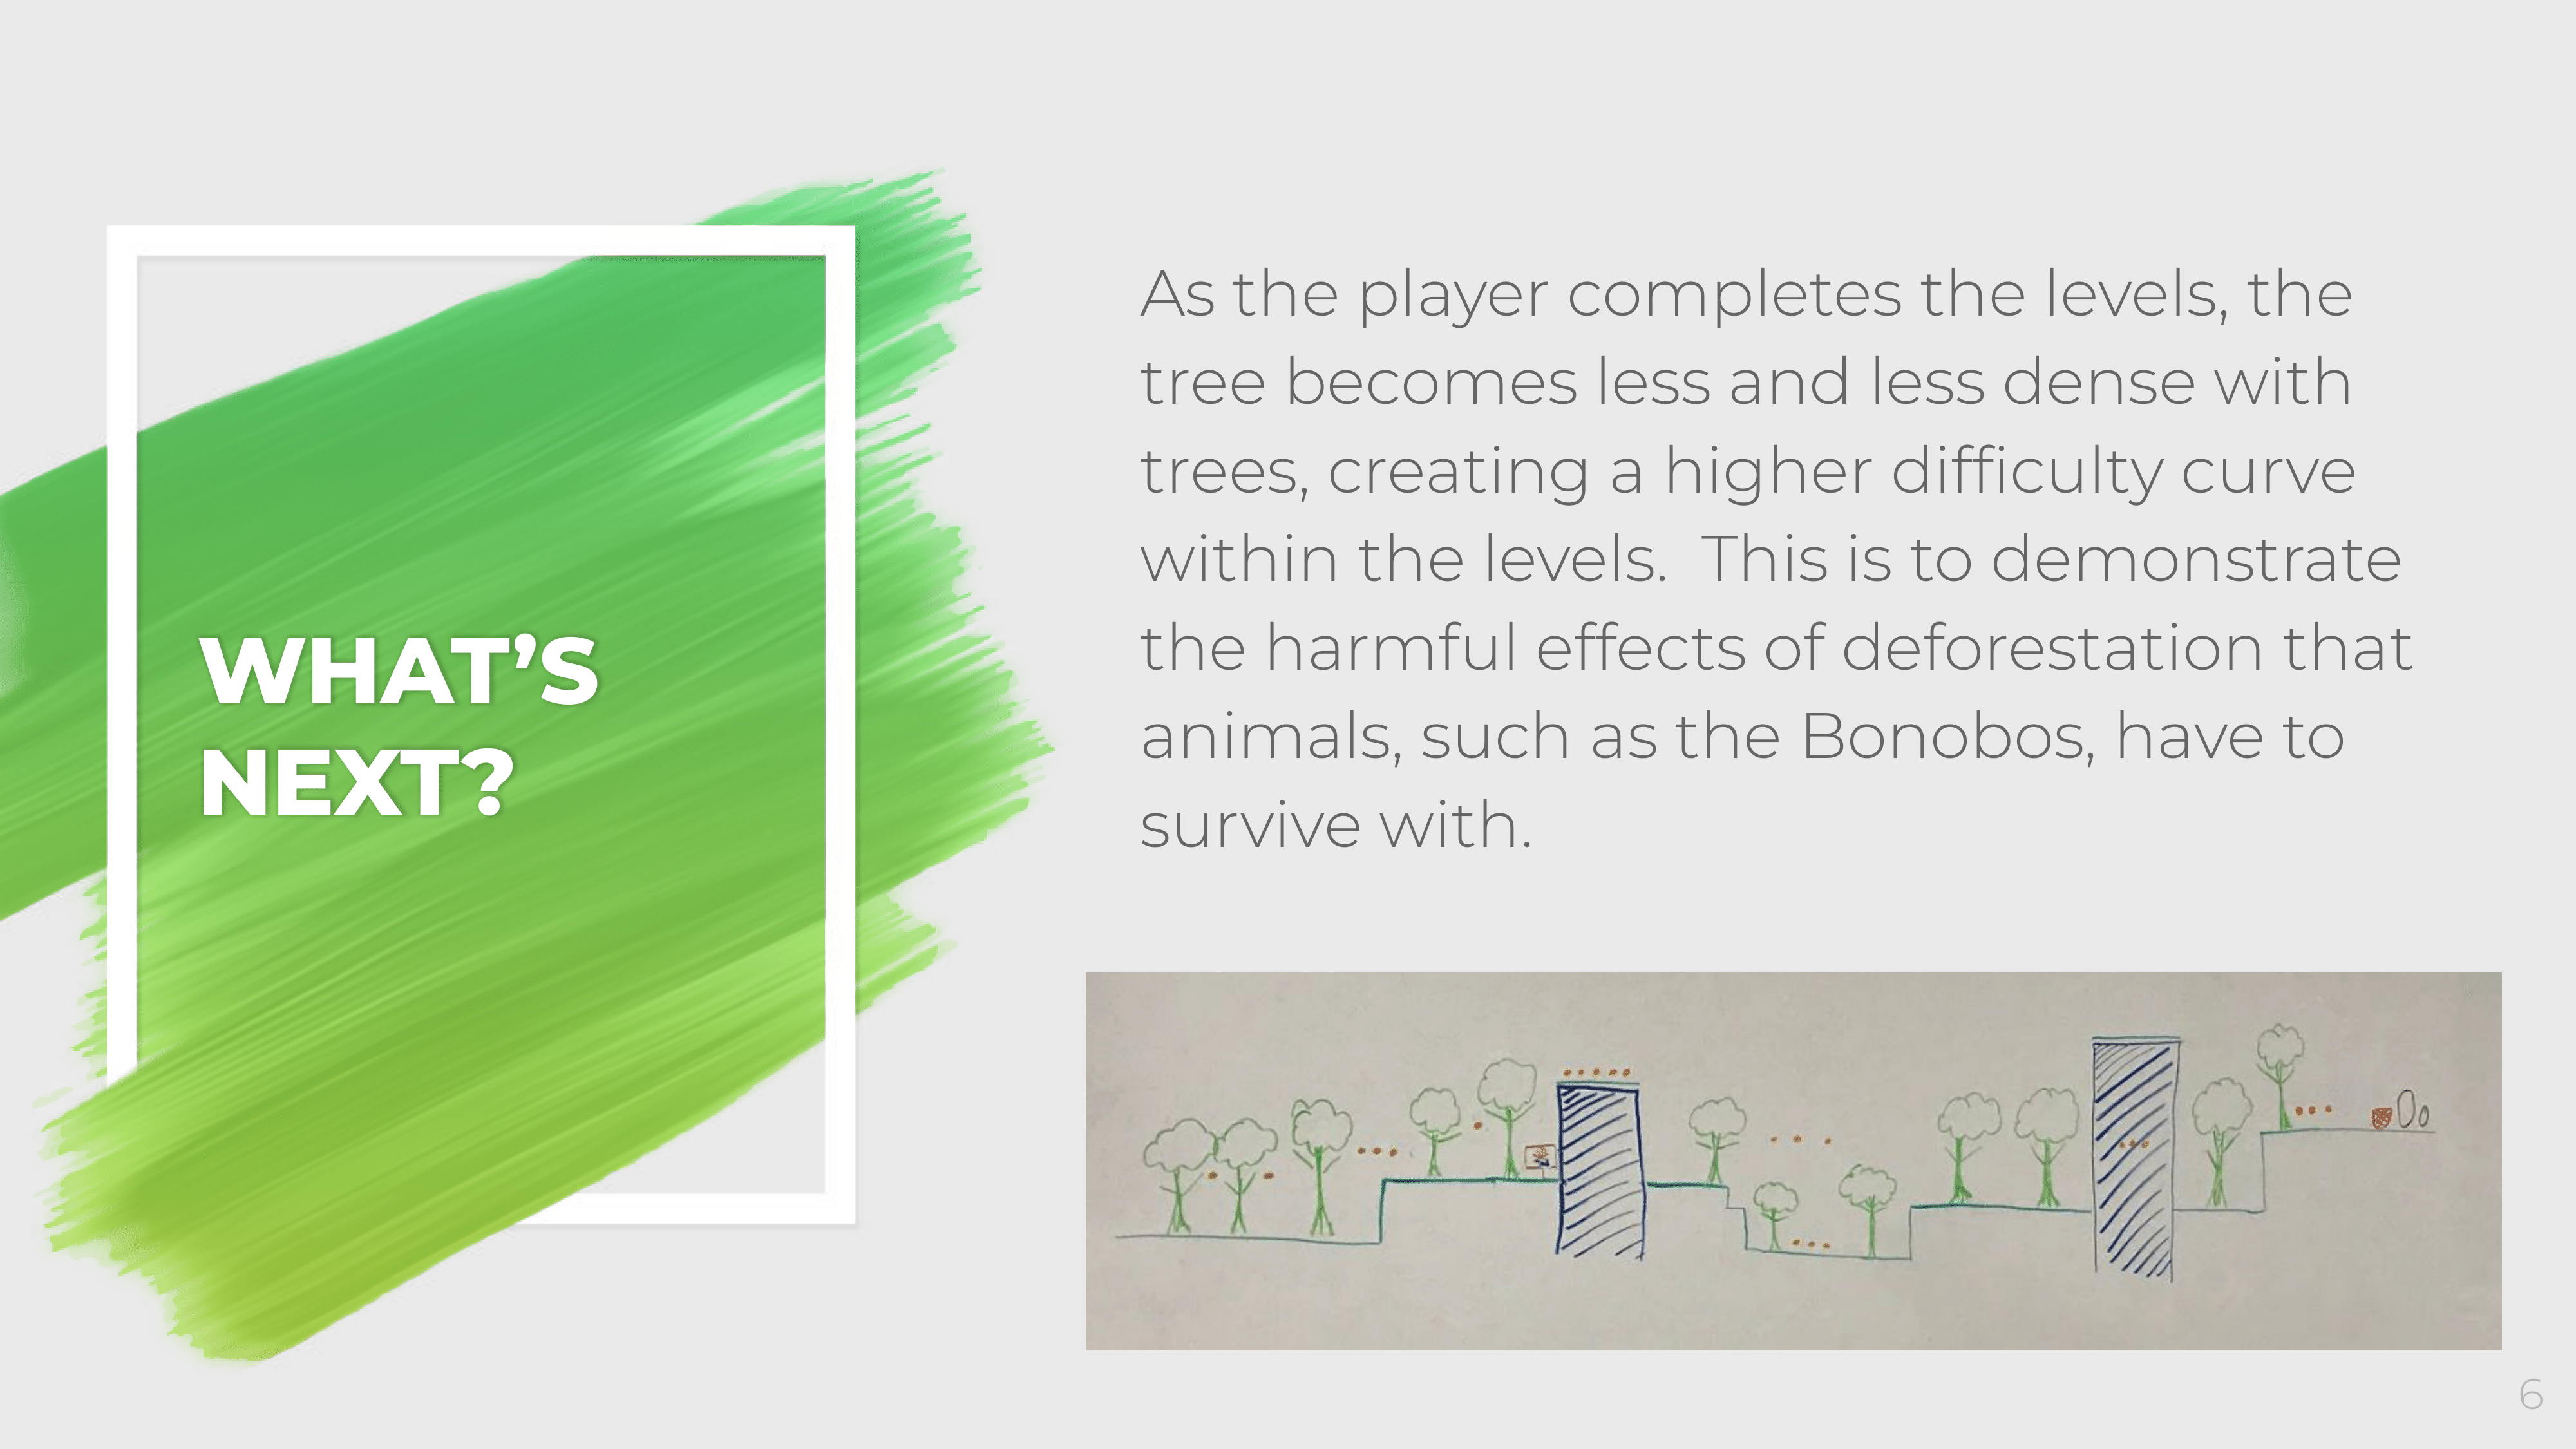 WHAT’S
NEXT?
As the player completes the levels, the
tree becomes less and less dense with
trees, creating a higher difficulty curve
within the levels.  This is to demonstrate
the harmful effects of deforestation that
animals, such as the Bonobos, have to
survive with.
6